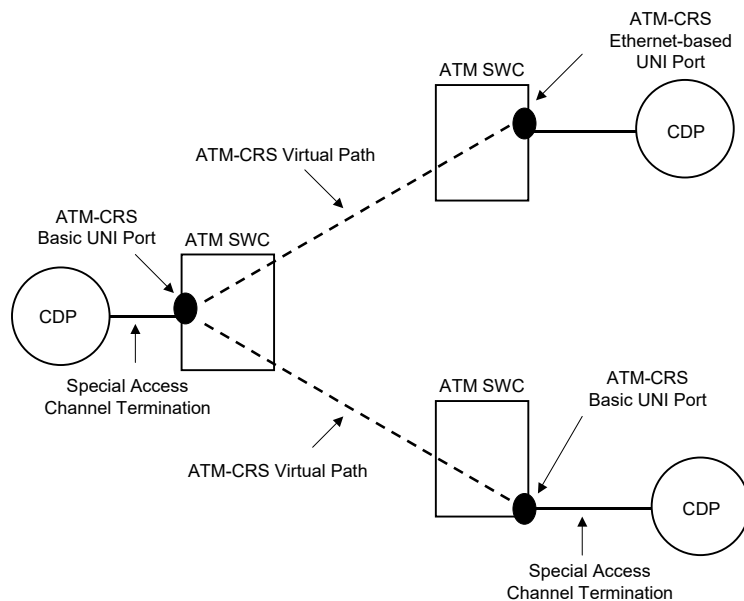 ATM-CRS
Ethernet-based
UNI Port
ATM SWC
CDP
ATM-CRS Virtual Path
ATM-CRS
Basic UNI Port
ATM SWC
CDP
Special Access
Channel Termination
ATM SWC
ATM-CRS
Basic UNI Port
ATM-CRS Virtual Path
CDP
Special Access
Channel Termination